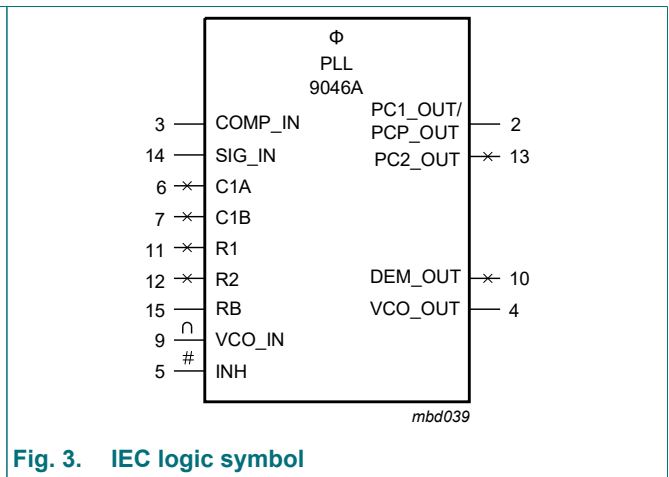 Φ
PLL
9046A
3 COMP_IN
14 SIG_IN
6 C1A
7 C1B
11 R1
12 R2
15 RB
9 ∩ VCO_IN
5 # INH
PC1_OUT/
PCP_OUT 2
PC2_OUT 13
DEM_OUT 10
VCO_OUT 4
mbd039
Fig. 3. IEC logic symbol